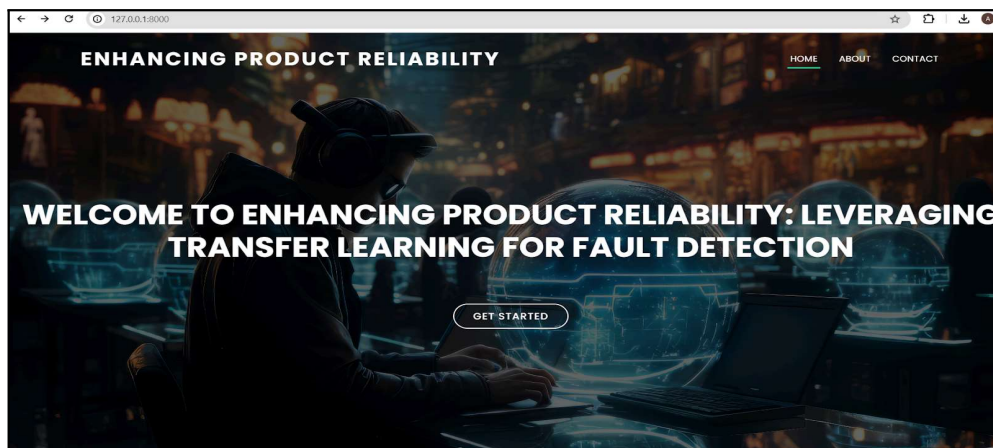 127.0.0.1:8000
A
ENHANCING PRODUCT RELIABILITY
HOME ABOUT CONTACT
WELCOME TO ENHANCING PRODUCT RELIABILITY: LEVERAGING
TRANSFER LEARNING FOR FAULT DETECTION
GET STARTED